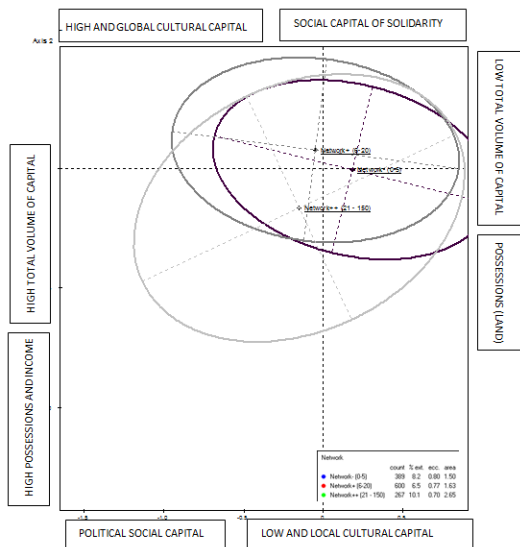 HIGH AND GLOBAL CULTURAL CAPITAL
SOCIAL CAPITAL OF SOLIDARITY
Axis 2
LOW TOTAL VOLUME OF CAPITAL
Network+ (6-20)
Network- (0-5)
HIGH TOTAL VOLUME OF CAPITAL
Network++ (21 - 150)
POSSESSIONS (LAND)
HIGH POSSESSIONS AND INCOME
Network
count % ext. ecc. area
Network- (0-5) 389 8.2 0.80 1.50
Network+ (6-20) 600 6.5 0.77 1.63
Network++ (21 - 150) 267 10.1 0.70 2.65
POLITICAL SOCIAL CAPITAL
LOW AND LOCAL CULTURAL CAPITAL